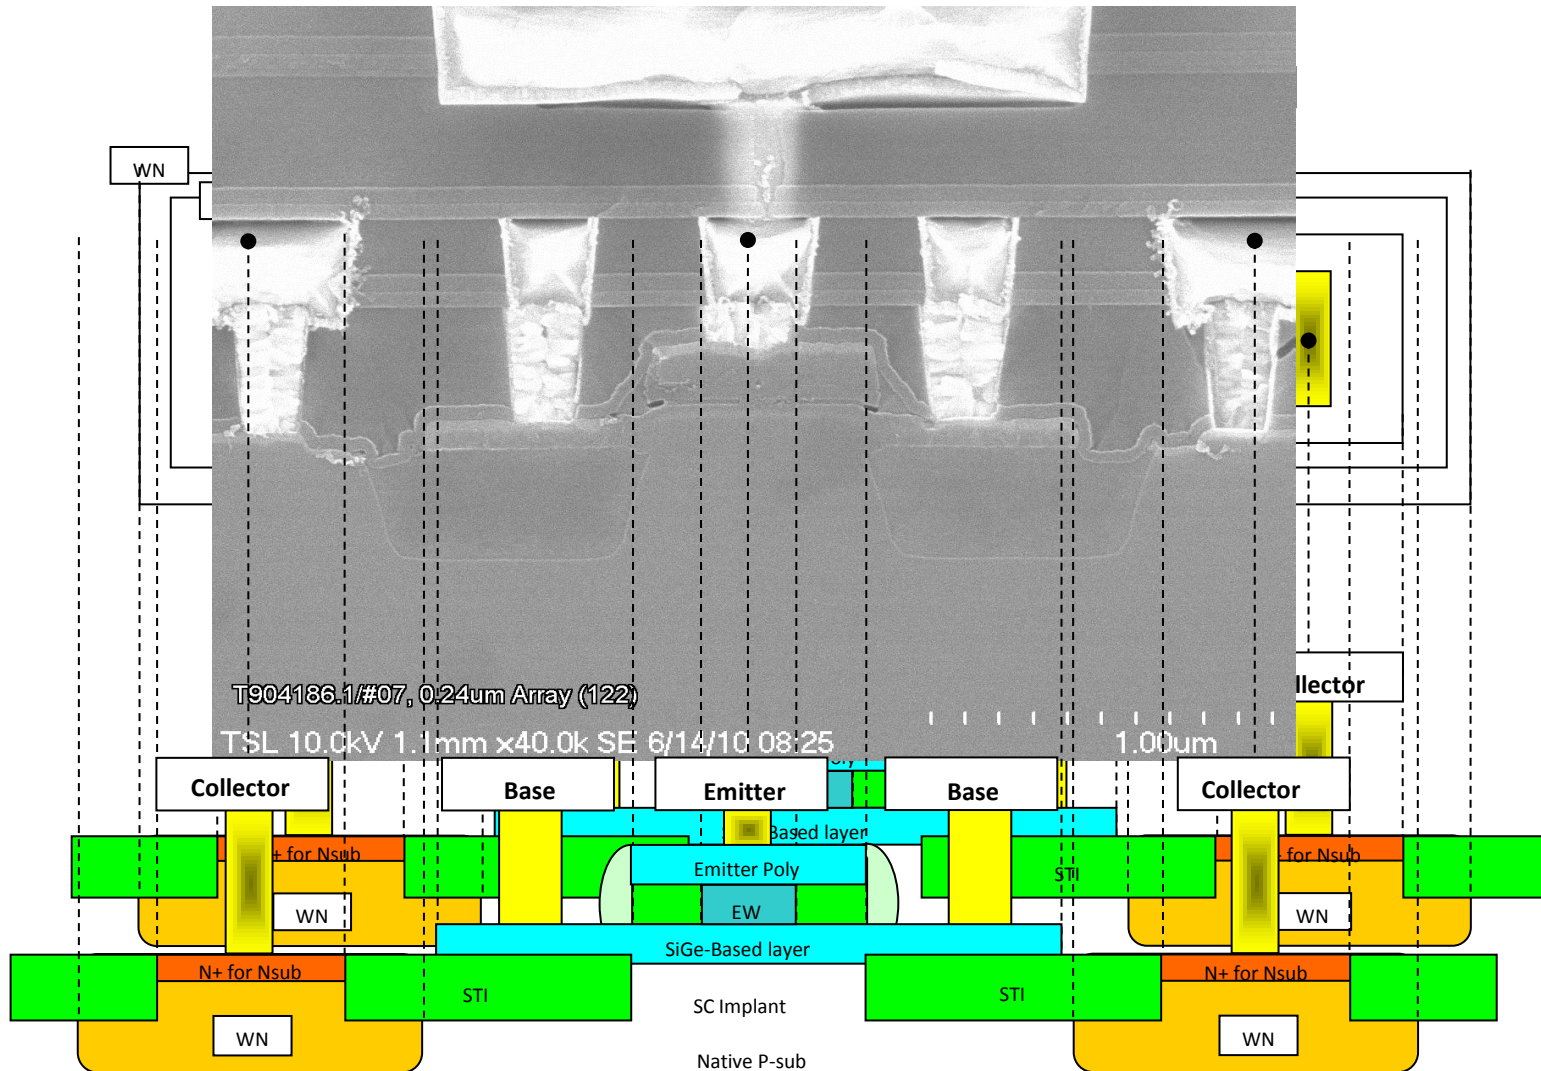 WN
T904186.1/#07, 0.24um Array (122)
TSL 10.0kV 1.1mm x40.0k SE 6/14/10 08:25
1.00um
llector
Collector
Base
Emitter
Base
Collector
Based layer
+ for Nsub
Emitter Poly
STI
for Nsub
WN
EW
WN
SiGe-Based layer
N+ for Nsub
STI
SC Implant
STI
N+ for Nsub
WN
WN
Native P-sub